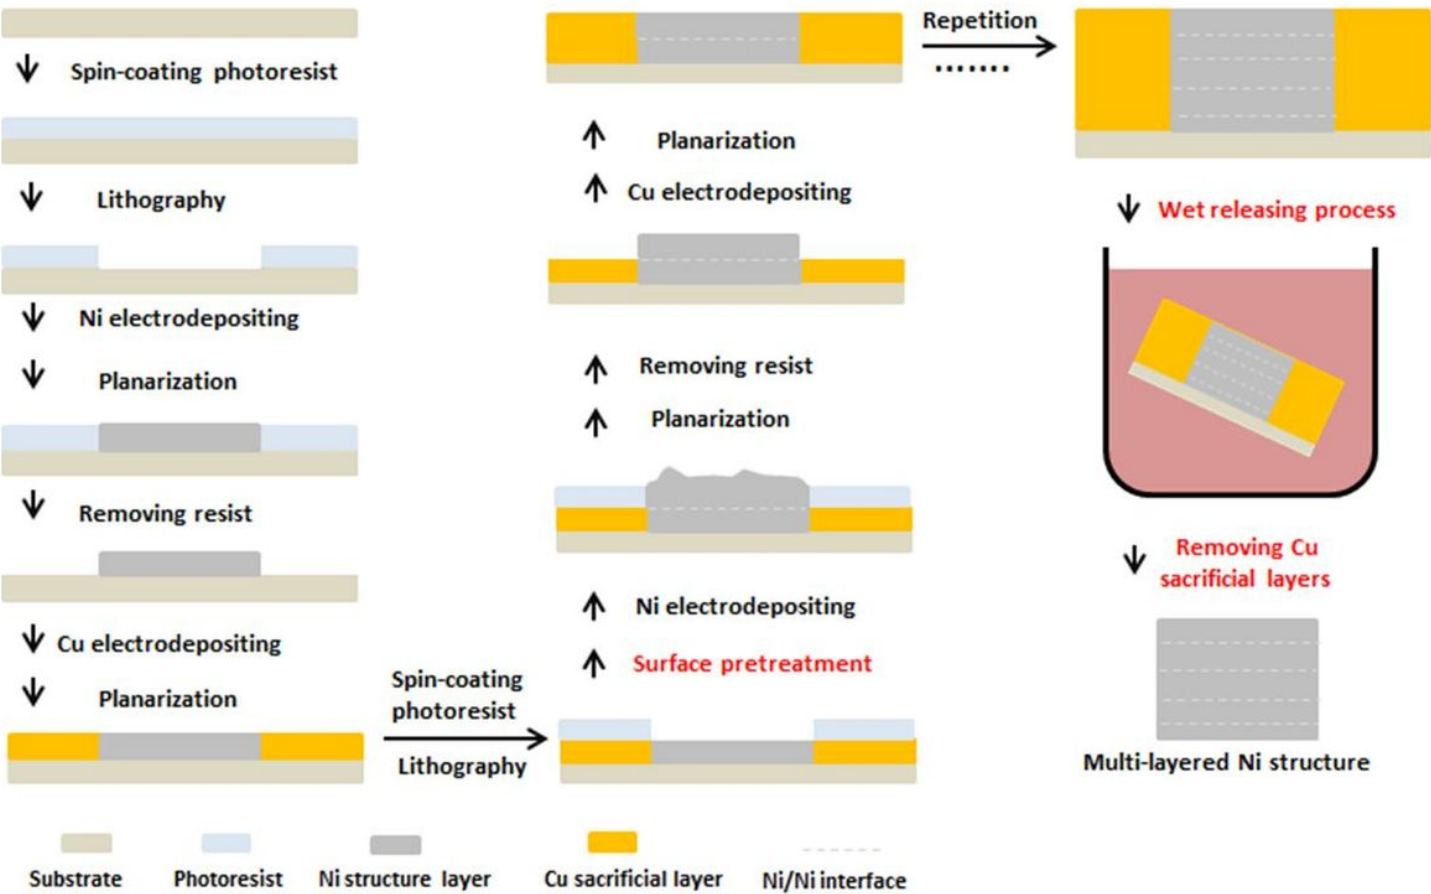 Spin-coating photoresist
Lithography
Ni electrodepositing
Planarization
Removing resist
Cu electrodepositing
Planarization
Spin-coating
photoresist
Lithography
Surface pretreatment
Ni electrodepositing
Planarization
Removing resist
Cu electrodepositing
Planarization
Repetition
.......
Wet releasing process
Removing Cu
sacrificial layers
Multi-layered Ni structure
Substrate
Photoresist
Ni structure layer
Cu sacrificial layer
Ni/Ni interface